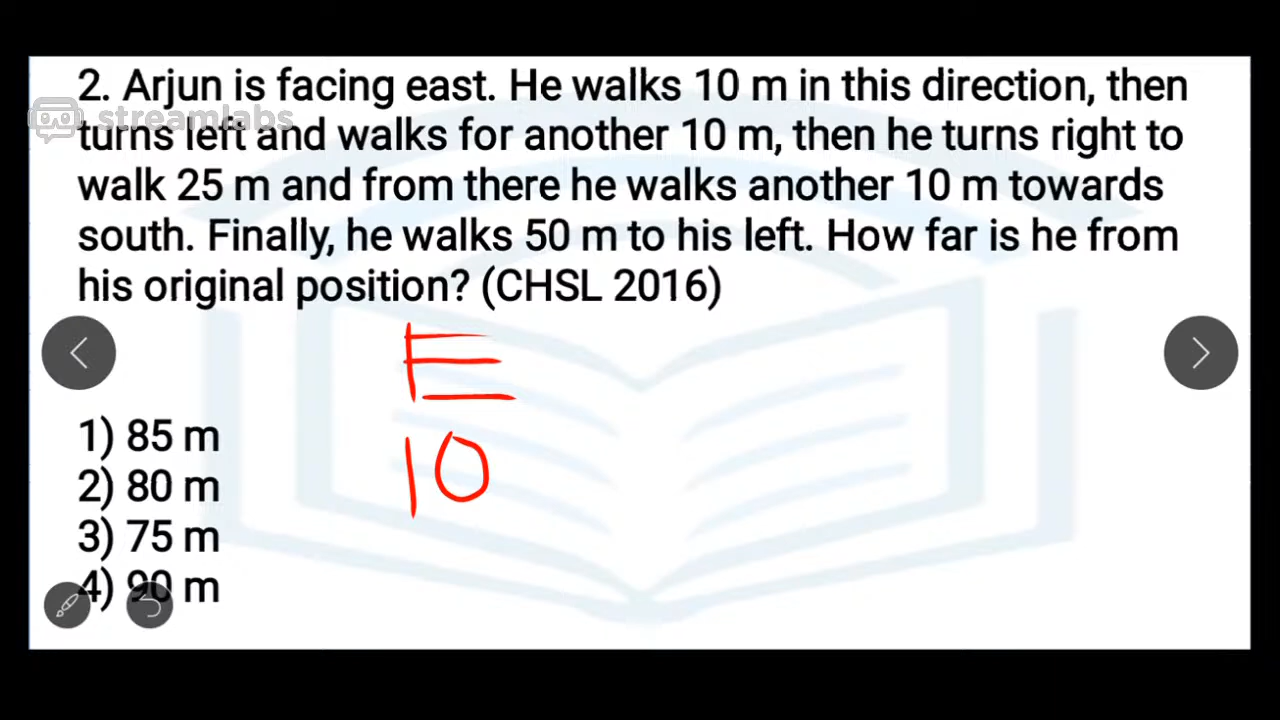 2. Arjun is facing east. He walks 10 m in this direction, then
streamlabs
turns left and walks for another 10 m, then he turns right to
walk 25 m and from there he walks another 10 m towards
south. Finally, he walks 50 m to his left. How far is he from
his original position? (CHSL 2016)
E
10
1) 85 m
2) 80 m
3) 75 m
4) 90 m